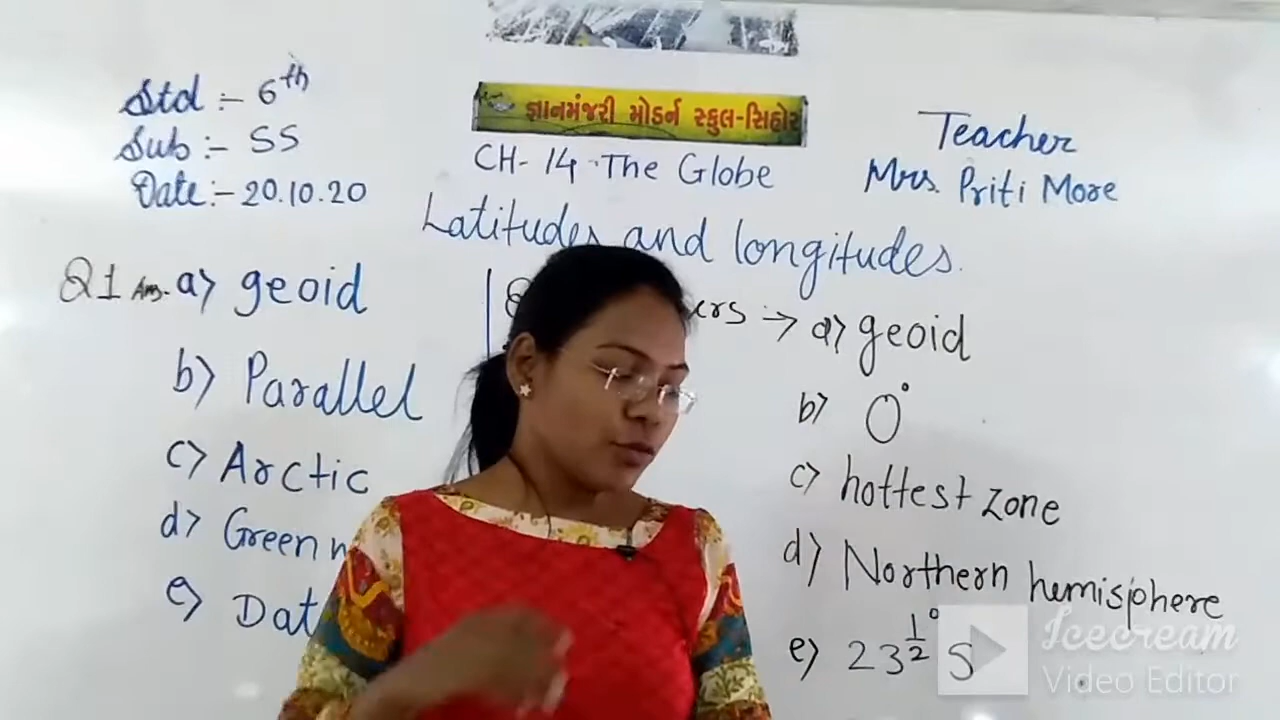 Std :- 6th
Sub :- SS
Date :- 20.10.20
જ્ઞાનમંજરી મોડર્ન સ્કુલ-સિહોર
CH- 14 The Globe
Teacher
Mrs. Priti More
Latitudes and longitudes.
Q1 Ans. a) geoid
b) Parallel
c) Arctic
d) Green
e) Dat
→ a) geoid
b) 0°
c) hottest zone
d) Northern hemisphere
e) 23 1/2° S
Icecream
Video Editor